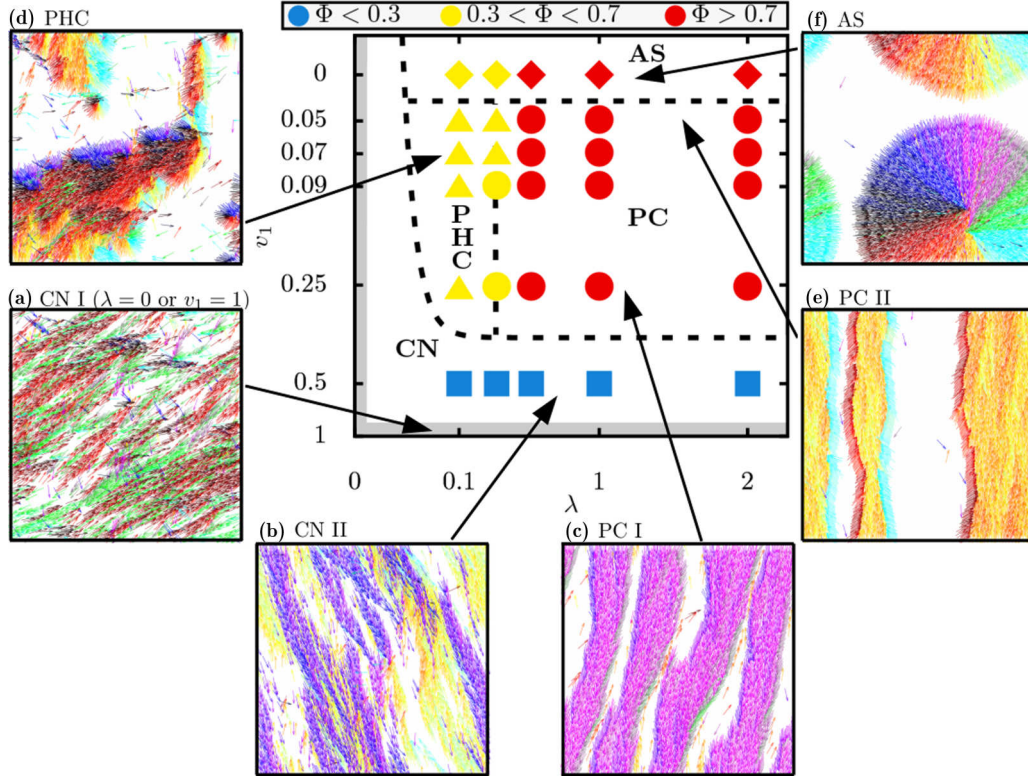 (d) PHC
Φ < 0.3 0.3 < Φ < 0.7 Φ > 0.7
(f) AS
AS
0
0.05
0.07
0.09
PHC
PC
v₁
0.25
(a) CN I (λ = 0 or v₁ = 1)
(e) PC II
CN
0.5
1
0 0.1 1 2
λ
(b) CN II
(c) PC I